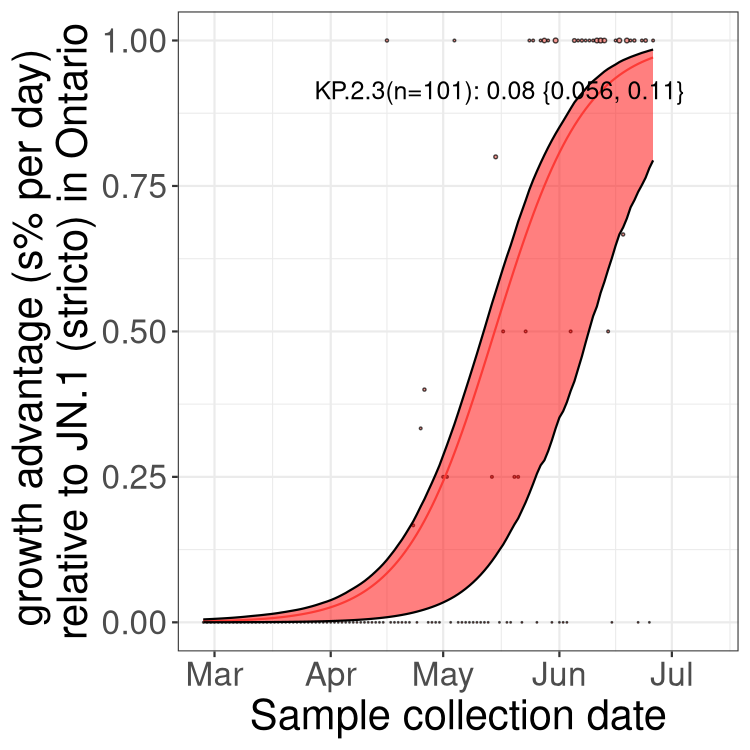 growth advantage (s% per day)
relative to JN.1 (stricto) in Ontario
1.00
0.75
0.50
0.25
0.00
KP.2.3(n=101): 0.08 {0.056, 0.11}
Mar Apr May Jun Jul
Sample collection date